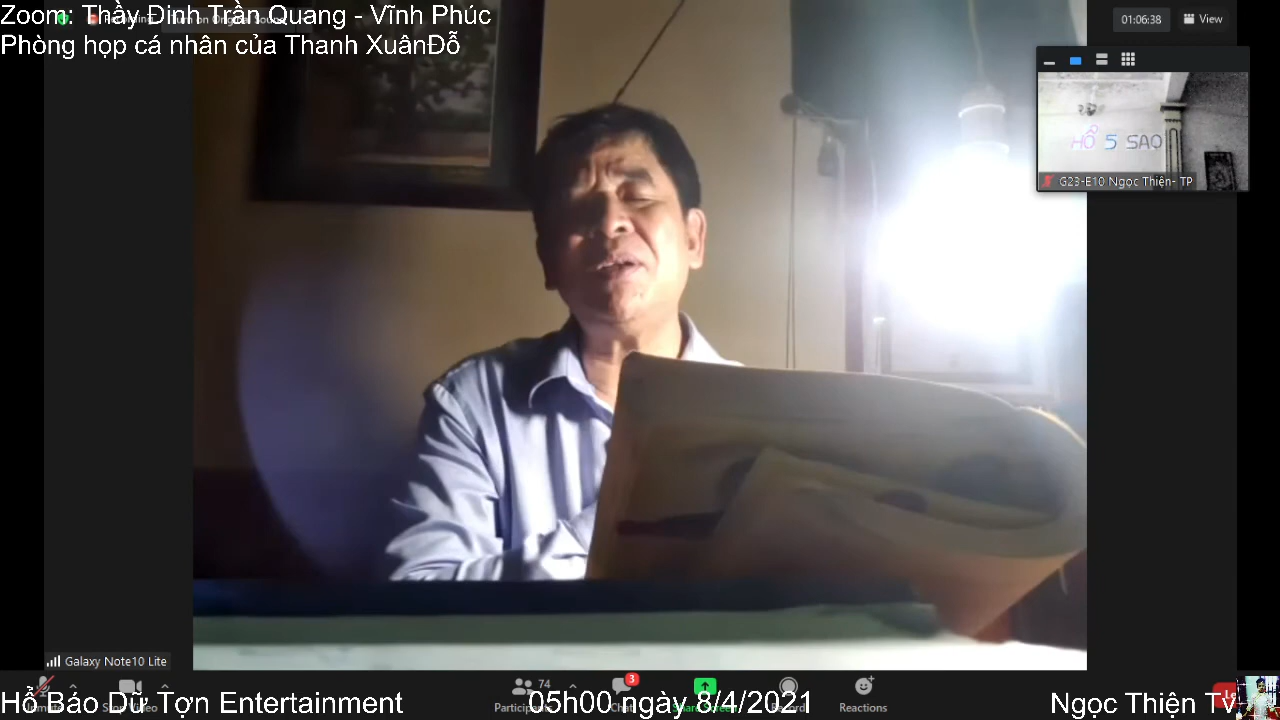 Zoom: Thầy Đinh Trần Quang - Vĩnh Phúc
Phòng họp cá nhân của Thanh XuânĐỗ
01:06:38
View
HỔ 5 SAO
G23-E10 Ngọc Thiện- TP
Galaxy Note10 Lite
74
3
Participants
Chat
Reactions
Hổ Báo Dữ Tợn Entertainment
05h00 ngày 8/4/2021
Ngọc Thiện Tv